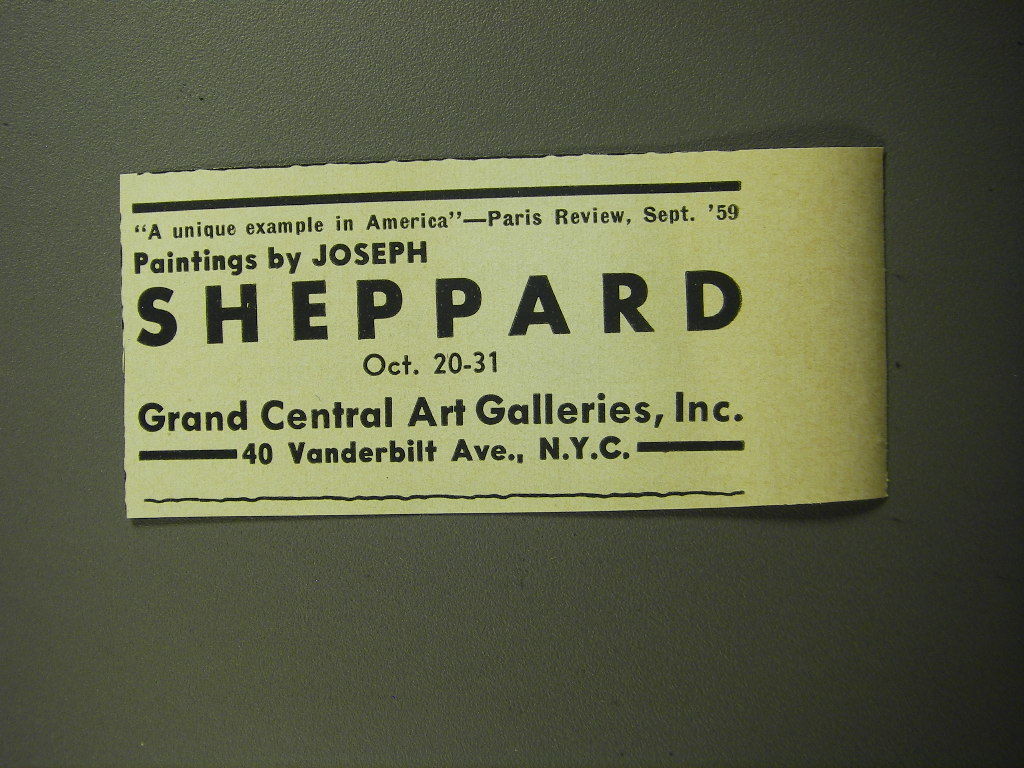 "A unique example in America"—Paris Review, Sept. '59
Paintings by JOSEPH
SHEPPARD
Oct. 20-31
Grand Central Art Galleries, Inc.
40 Vanderbilt Ave., N.Y.C.